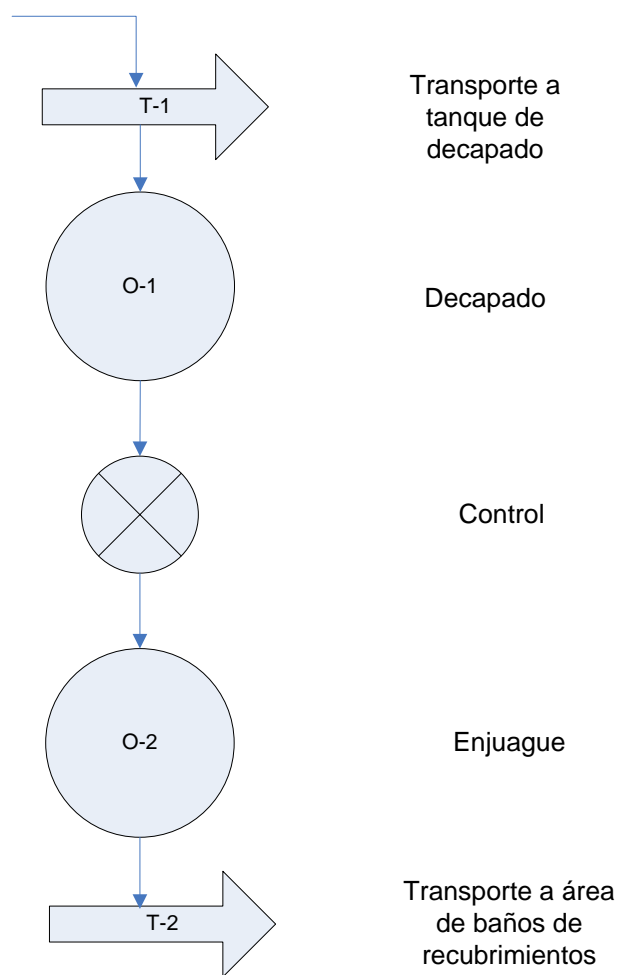 T-1
Transporte a
tanque de
decapado
O-1
Decapado
Control
O-2
Enjuague
T-2
Transporte a área
de baños de
recubrimientos